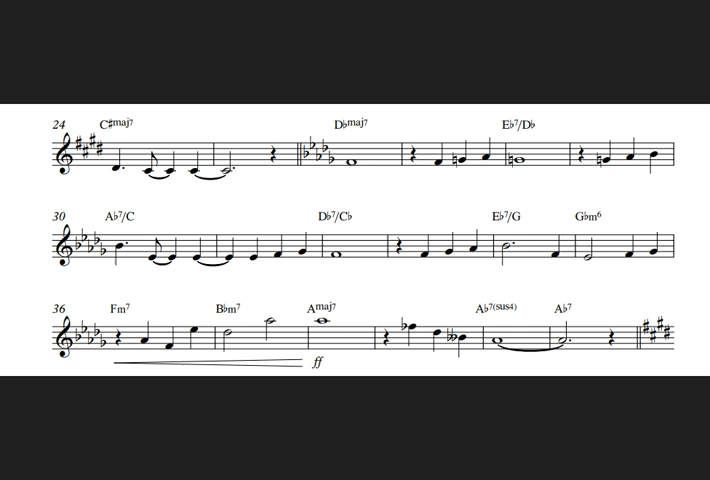 24 C♯maj7 D♭maj7 E♭7/D♭
30 A♭7/C D♭7/C♭ E♭7/G G♭m6
36 Fm7 B♭m7 Amaj7 A♭7(sus4) A♭7
ff